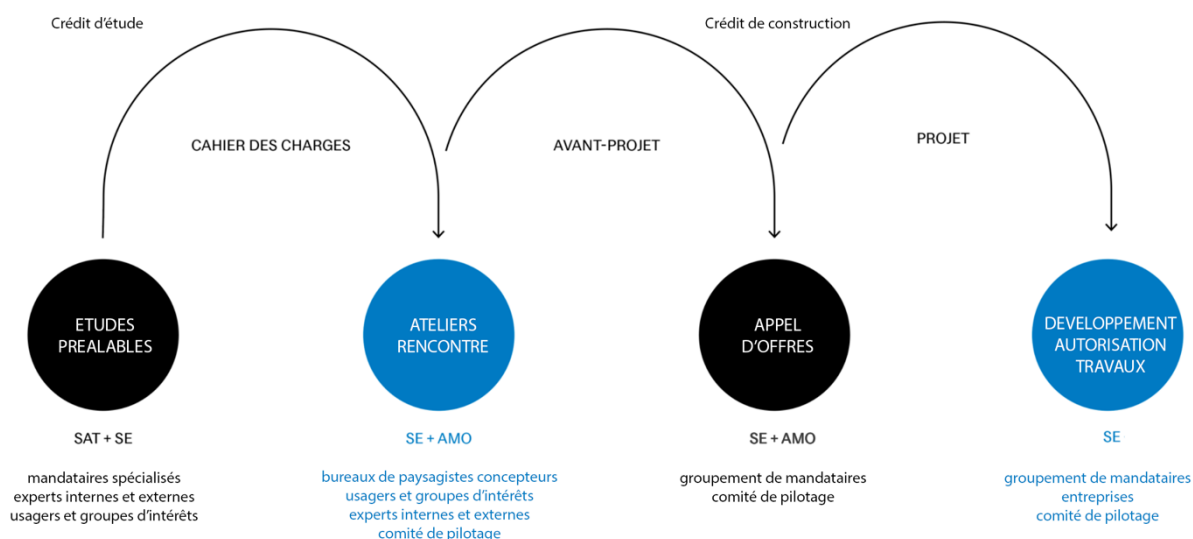 Crédit d'étude
Crédit de construction
CAHIER DES CHARGES
AVANT-PROJET
PROJET
ETUDES
PREALABLES
ATELIERS
RENCONTRE
APPEL
D'OFFRES
DEVELOPPEMENT
AUTORISATION
TRAVAUX
SAT + SE
SE + AMO
SE + AMO
SE
mandataires spécialisés
experts internes et externes
usagers et groupes d'intérêts
bureaux de paysagistes concepteurs
usagers et groupes d'intérêts
experts internes et externes
comité de pilotage
groupement de mandataires
comité de pilotage
groupement de mandataires
entreprises
comité de pilotage